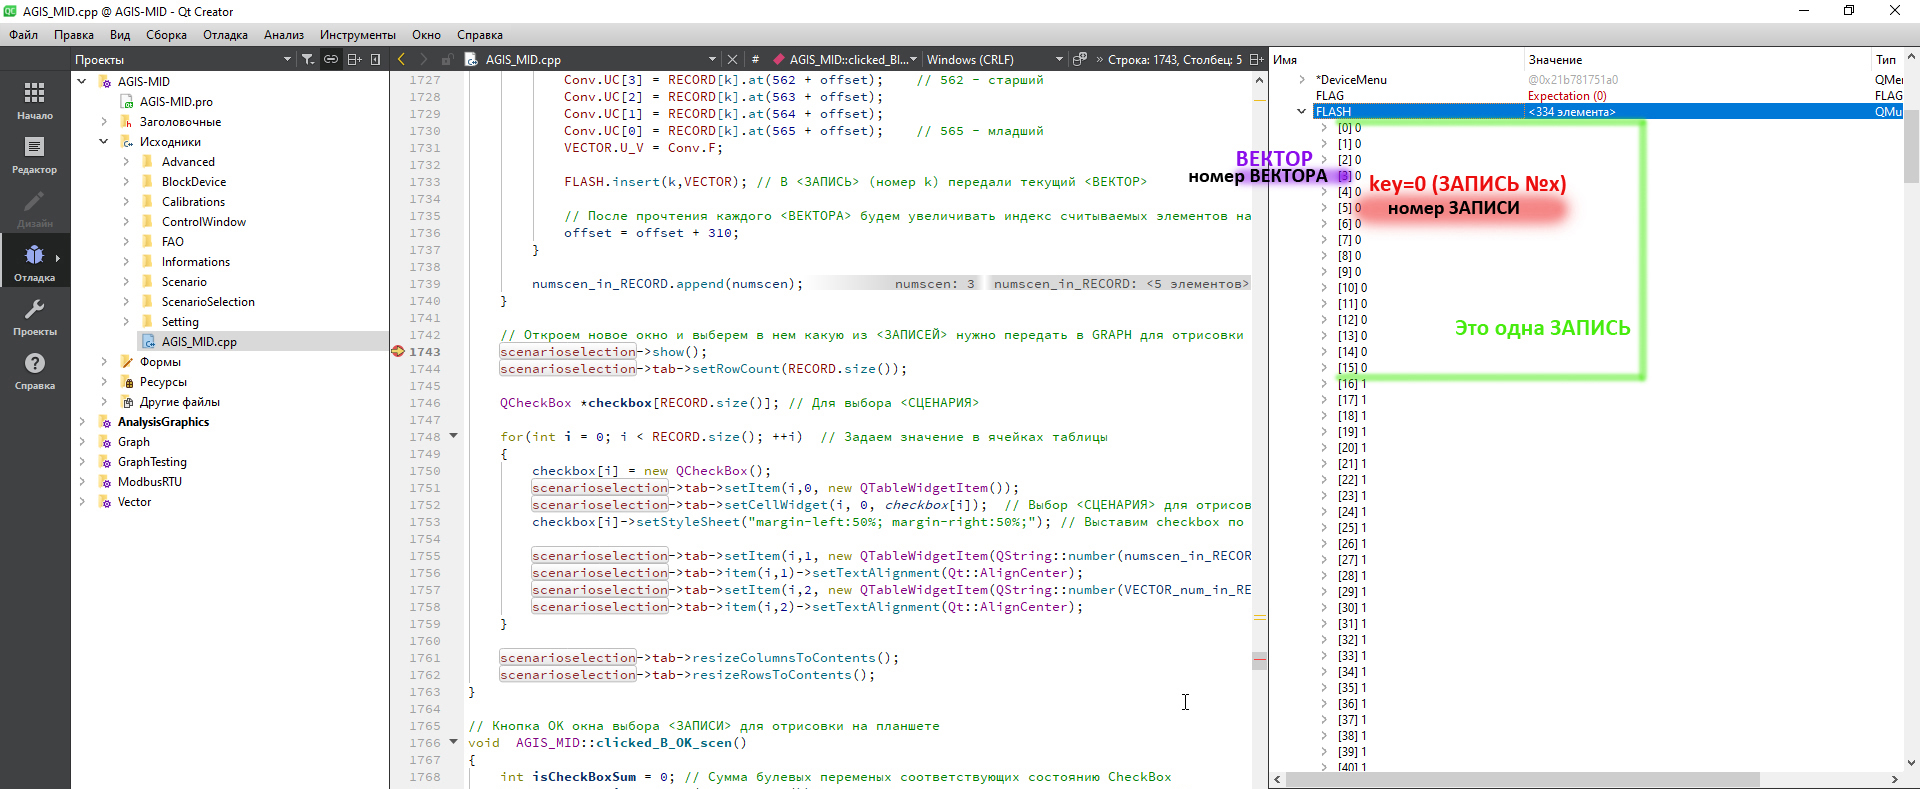 AGIS_MID.cpp @ AGIS-MID - Qt Creator
Файл Правка Вид Сборка Отладка Анализ Инструменты Окно Справка
Проекты
AGIS_MID.cpp
# AGIS_MID::clicked_Bl...
Windows (CRLF)
» Строка: 1743, Столбец: 5
Имя Значение Тип
Начало
Редактор
Дизайн
Отладка
Проекты
Справка
AGIS-MID
AGIS-MID.pro
Заголовочные
Исходники
Advanced
BlockDevice
Calibrations
ControlWindow
FAO
Informations
Scenario
ScenarioSelection
Setting
AGIS_MID.cpp
Формы
Ресурсы
Другие файлы
AnalysisGraphics
Graph
GraphTesting
ModbusRTU
Vector
1727 Conv.UC[3] = RECORD[k].at(562 + offset); // 562 - старший
1728 Conv.UC[2] = RECORD[k].at(563 + offset);
1729 Conv.UC[1] = RECORD[k].at(564 + offset);
1730 Conv.UC[0] = RECORD[k].at(565 + offset); // 565 - младший
1731 VECTOR.U_V = Conv.F;
1732
1733 FLASH.insert(k,VECTOR); // В <ЗАПИСЬ> (номер k) передали текущий <ВЕКТОР>
1734
1735 // После прочтения каждого <ВЕКТОРА> будем увеличивать индекс считываемых элементов на
1736 offset = offset + 310;
1737 }
1738
1739 numscen_in_RECORD.append(numscen); numscen: 3 numscen_in_RECORD: <5 элементов>
1740 }
1741
1742 // Откроем новое окно и выберем в нем какую из <ЗАПИСЕЙ> нужно передать в GRAPH для отрисовки
1743 scenarioselection->show();
1744 scenarioselection->tab->setRowCount(RECORD.size());
1745
1746 QCheckBox *checkbox[RECORD.size()]; // Для выбора <СЦЕНАРИЯ>
1747
1748 for(int i = 0; i < RECORD.size(); ++i) // Задаем значение в ячейках таблицы
1749 {
1750 checkbox[i] = new QCheckBox();
1751 scenarioselection->tab->setItem(i,0, new QTableWidgetItem());
1752 scenarioselection->tab->setCellWidget(i, 0, checkbox[i]); // Выбор <СЦЕНАРИЯ> для отрисов
1753 checkbox[i]->setStyleSheet("margin-left:50%; margin-right:50%;"); // Выставим checkbox по
1754
1755 scenarioselection->tab->setItem(i,1, new QTableWidgetItem(QString::number(numscen_in_RECOR
1756 scenarioselection->tab->item(i,1)->setTextAlignment(Qt::AlignCenter);
1757 scenarioselection->tab->setItem(i,2, new QTableWidgetItem(QString::number(VECTOR_num_in_RE
1758 scenarioselection->tab->item(i,2)->setTextAlignment(Qt::AlignCenter);
1759 }
1760
1761 scenarioselection->tab->resizeColumnsToContents();
1762 scenarioselection->tab->resizeRowsToContents();
1763 }
1764
1765 // Кнопка OK окна выбора <ЗАПИСИ> для отрисовки на планшете
1766 void AGIS_MID::clicked_B_OK_scen()
1767 {
1768 int isCheckBoxSum = 0; // Сумма булевых переменых соответствующих состоянию CheckBox
*DeviceMenu @0x21b781751a0 QMe
FLAG Expectation (0) FLAG
FLASH <334 элемента> QMu
[0] 0
[1] 0
[2] 0
[3] 0
[4] 0
[5] 0
[6] 0
[7] 0
[8] 0
[9] 0
[10] 0
[11] 0
[12] 0
[13] 0
[14] 0
[15] 0
[16] 1
[17] 1
[18] 1
[19] 1
[20] 1
[21] 1
[22] 1
[23] 1
[24] 1
[25] 1
[26] 1
[27] 1
[28] 1
[29] 1
[30] 1
[31] 1
[32] 1
[33] 1
[34] 1
[35] 1
[36] 1
[37] 1
[38] 1
[39] 1
[40] 1
ВЕКТОР
номер ВЕКТОРА
key=0 (ЗАПИСЬ №x)
номер ЗАПИСИ
Это одна ЗАПИСЬ